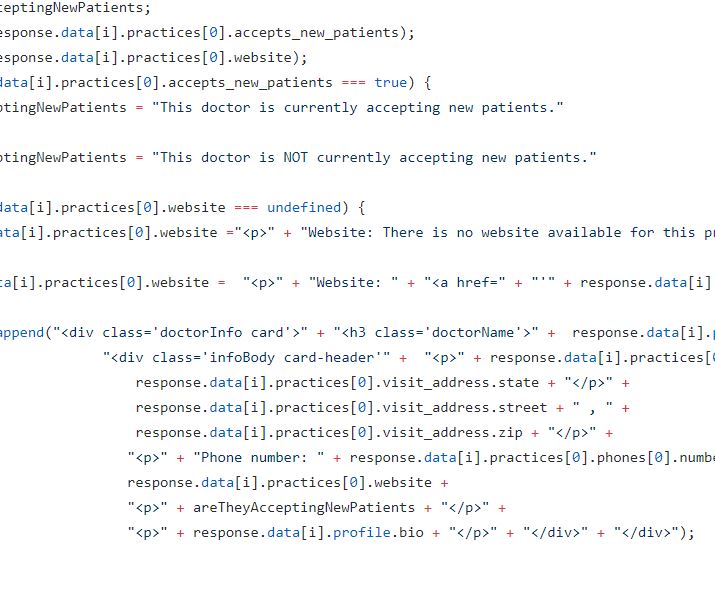 ceptingNewPatients;
esponse.data[i].practices[0].accepts_new_patients);
esponse.data[i].practices[0].website);
data[i].practices[0].accepts_new_patients === true) {
ptingNewPatients = "This doctor is currently accepting new patients."
ptingNewPatients = "This doctor is NOT currently accepting new patients."
data[i].practices[0].website === undefined) {
ata[i].practices[0].website ="<p>" + "Website: There is no website available for this p
ta[i].practices[0].website =  "<p>" + "Website: " + "<a href=" + "'" + response.data[i]
append("<div class='doctorInfo card'>" + "<h3 class='doctorName'>" +  response.data[i].p
"<div class='infoBody card-header'" +  "<p>" + response.data[i].practices[0
response.data[i].practices[0].visit_address.state + "</p>" +
response.data[i].practices[0].visit_address.street + " , " +
response.data[i].practices[0].visit_address.zip + "</p>" +
"<p>" + "Phone number: " + response.data[i].practices[0].phones[0].numbe
response.data[i].practices[0].website +
"<p>" + areTheyAcceptingNewPatients + "</p>" +
"<p>" + response.data[i].profile.bio + "</p>" + "</div>" + "</div>");